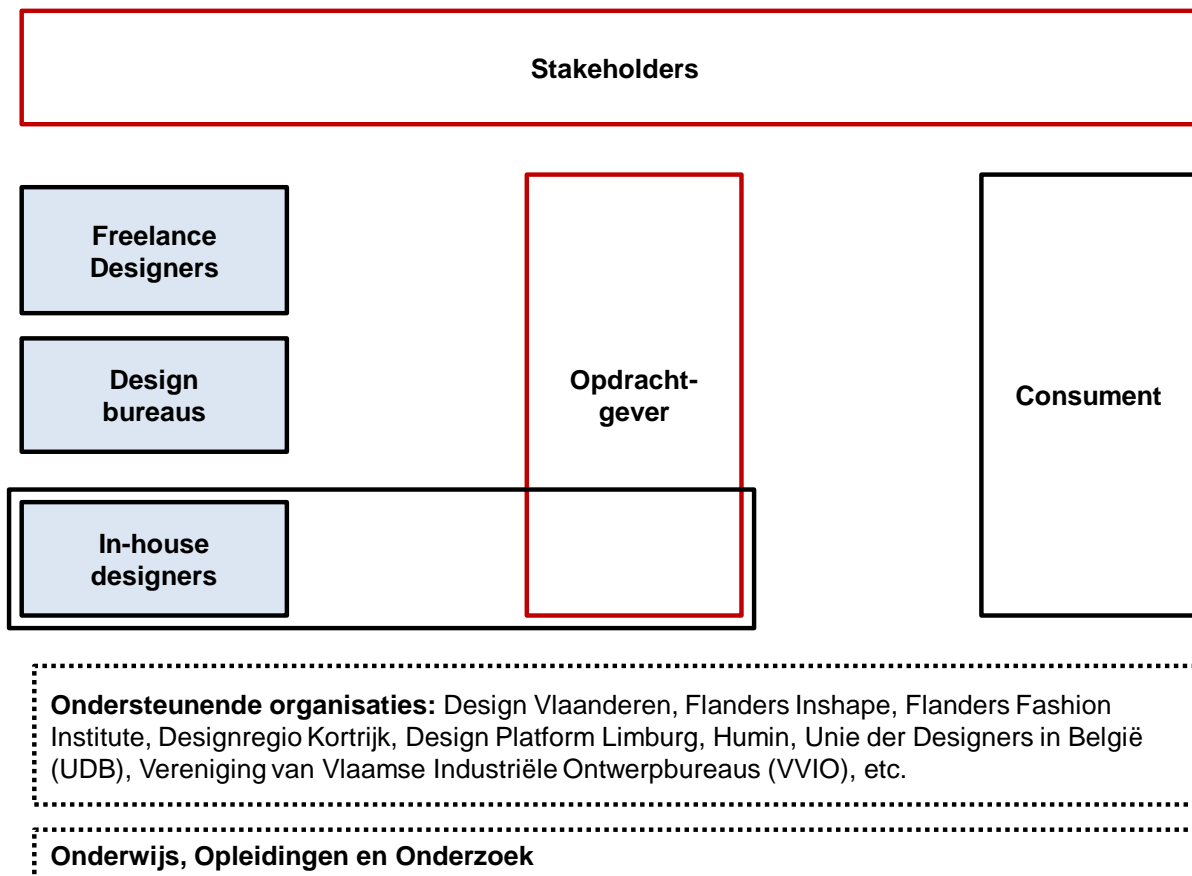 Stakeholders
Freelance
Designers
Design
bureaus
In-house
designers
Opdracht-
gever
Consument
Ondersteunende organisaties: Design Vlaanderen, Flanders Inshape, Flanders Fashion
Institute, Designregio Kortrijk, Design Platform Limburg, Humin, Unie der Designers in België
(UDB), Vereniging van Vlaamse Industriële Ontwerpbureaus (VVIO), etc.
Onderwijs, Opleidingen en Onderzoek